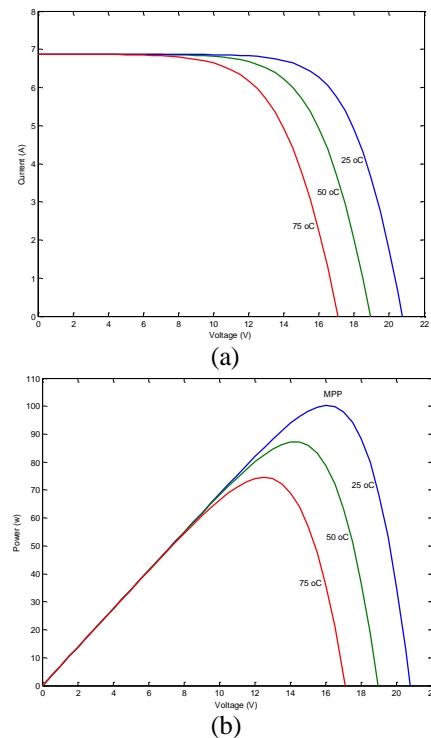 8
7
6
5
4
3
2
1
0
Current (A)
25 oC
50 oC
75 oC
0 2 4 6 8 10 12 14 16 18 20 22
Voltage (V)
(a)
110
100
90
80
70
60
50
40
30
20
10
0
Power (w)
MPP
25 oC
50 oC
75 oC
0 2 4 6 8 10 12 14 16 18 20 22
Voltage (V)
(b)